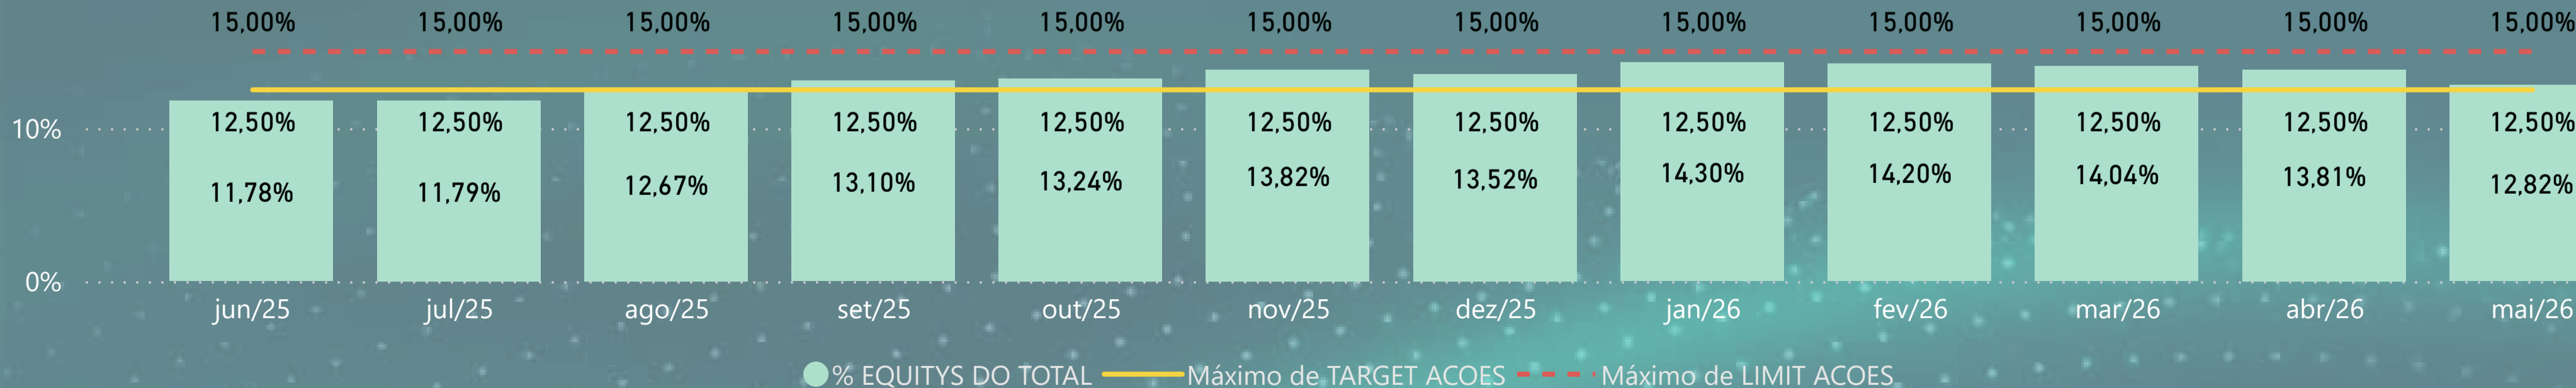 15,00% 15,00% 15,00% 15,00% 15,00% 15,00% 15,00% 15,00% 15,00% 15,00% 15,00% 15,00%
10% 12,50% 12,50% 12,50% 12,50% 12,50% 12,50% 12,50% 12,50% 12,50% 12,50% 12,50% 12,50%
11,78% 11,79% 12,67% 13,10% 13,24% 13,82% 13,52% 14,30% 14,20% 14,04% 13,81% 12,82%
0%
jun/25 jul/25 ago/25 set/25 out/25 nov/25 dez/25 jan/26 fev/26 mar/26 abr/26 mai/26
% EQUITYS DO TOTAL Máximo de TARGET ACOES Máximo de LIMIT ACOES